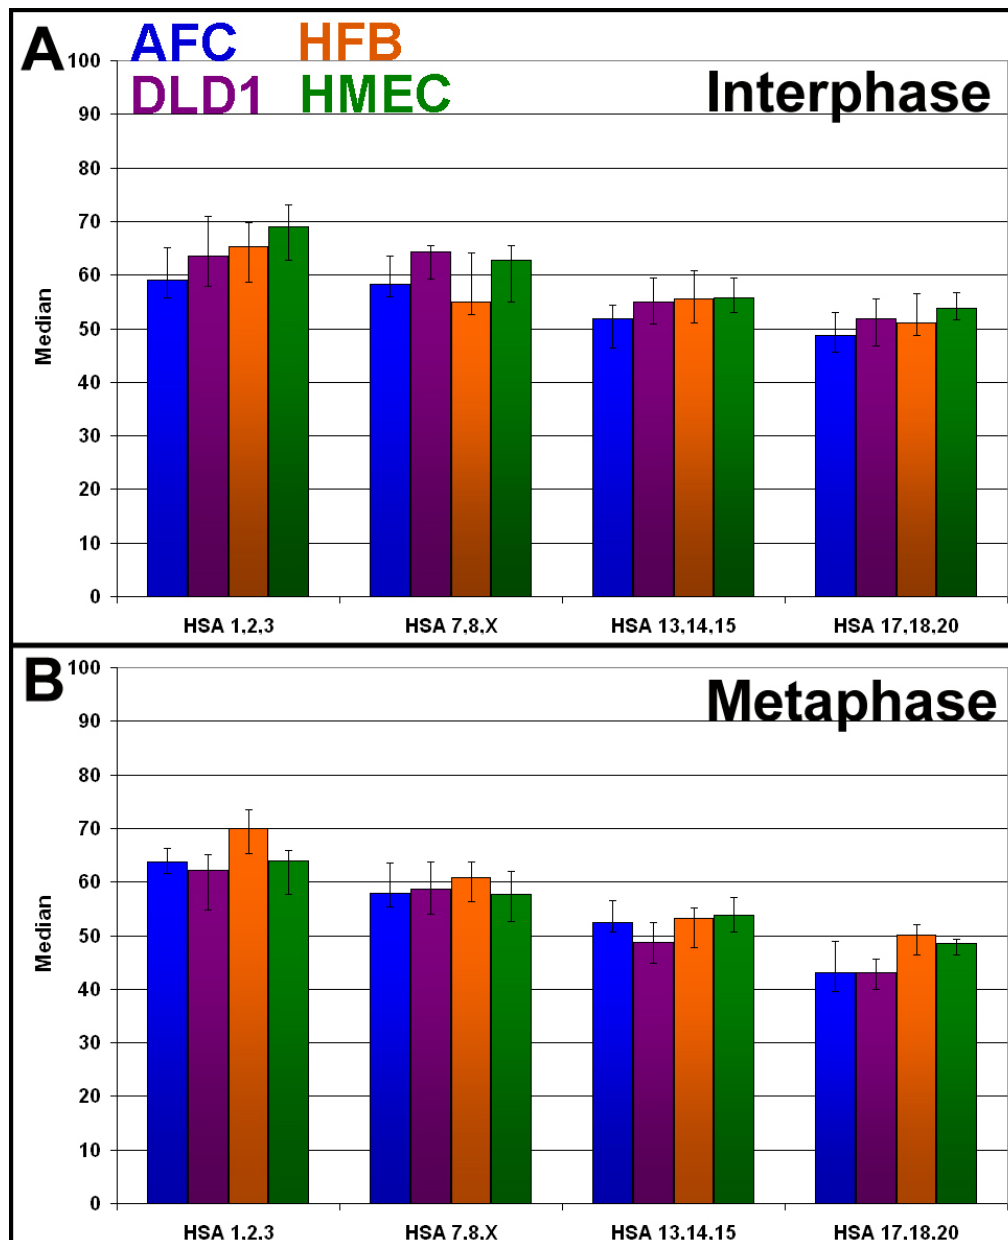 A
AFC HFB
DLD1 HMEC
Interphase
100
90
80
70
60
50
40
30
20
10
0
Median
HSA 1,2,3 HSA 7,8,X HSA 13,14,15 HSA 17,18,20
B
Metaphase
100
90
80
70
60
50
40
30
20
10
0
Median
HSA 1,2,3 HSA 7,8,X HSA 13,14,15 HSA 17,18,20